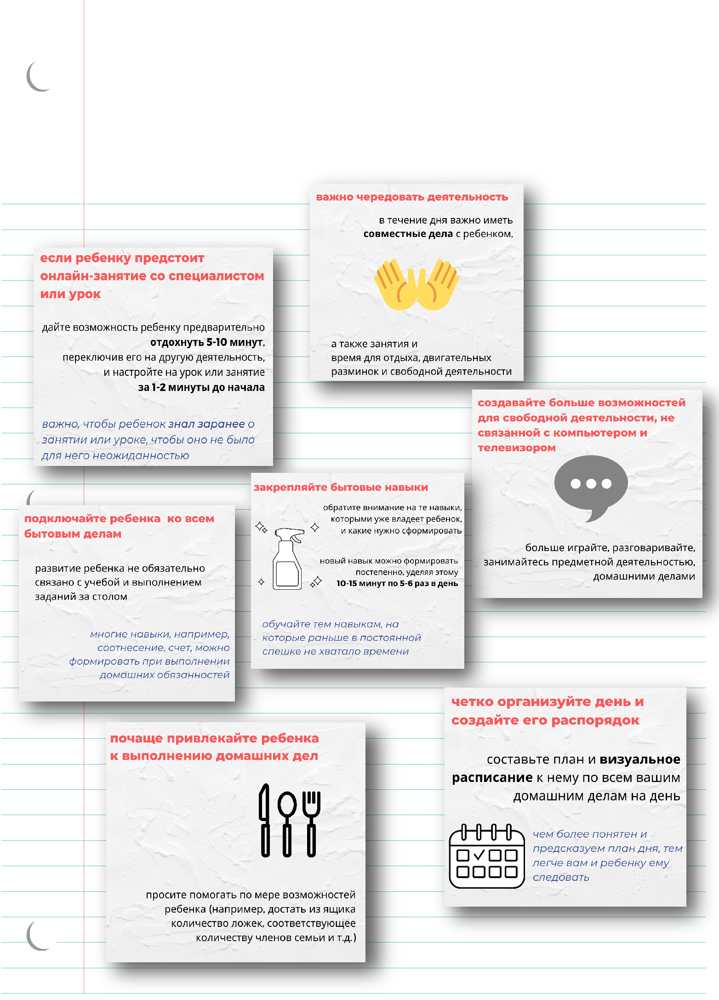 важно чередовать деятельность
в течение дня важно иметь
совместные дела с ребенком,
а также занятия и
время для отдыха, двигательных
разминок и свободной деятельности
если ребенку предстоит
онлайн-занятие со специалистом
или урок
дайте возможность ребенку предварительно
отдохнуть 5-10 минут,
переключив его на другую деятельность,
и настройте на урок или занятие
за 1-2 минуты до начала
важно, чтобы ребенок знал заранее о
занятии или уроке, чтобы оно не было
для него неожиданностью
создавайте больше возможностей
для свободной деятельности, не
связанной с компьютером и
телевизором
больше играйте, разговаривайте,
занимайтесь предметной деятельностью,
домашними делами
закрепляйте бытовые навыки
обратите внимание на те навыки,
которыми уже владеет ребенок,
и какие нужно сформировать
новый навык можно формировать
постепенно, уделяя этому
10-15 минут по 5-6 раз в день
обучайте тем навыкам, на
которые раньше в постоянной
спешке не хватало времени
подключайте ребенка ко всем
бытовым делам
развитие ребенка не обязательно
связано с учебой и выполнением
заданий за столом
многие навыки, например,
соотнесение, счет, можно
формировать при выполнении
домашних обязанностей
четко организуйте день и
создайте его распорядок
составьте план и визуальное
расписание к нему по всем вашим
домашним делам на день
чем более понятен и
предсказуем план дня, тем
легче вам и ребенку ему
следовать
почаще привлекайте ребенка
к выполнению домашних дел
просите помогать по мере возможностей
ребенка (например, достать из ящика
количество ложек, соответствующее
количеству членов семьи и т.д.)